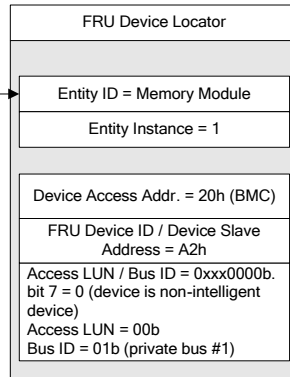 FRU Device Locator
Entity ID = Memory Module
Entity Instance = 1
Device Access Addr. = 20h (BMC)
FRU Device ID / Device Slave
Address = A2h
Access LUN / Bus ID = 0xxx0000b.
bit 7 = 0 (device is non-intelligent
device)
Access LUN = 00b
Bus ID = 01b (private bus #1)